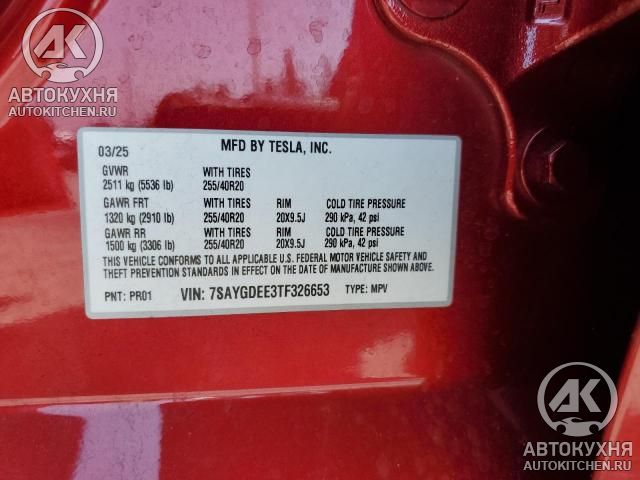 АК
АВТОКУХНЯ
AUTOKITCHEN.RU
03/25 MFD BY TESLA, INC.
GVWR WITH TIRES
2511 kg (5536 lb) 255/40R20
GAWR FRT WITH TIRES RIM COLD TIRE PRESSURE
1320 kg (2910 lb) 255/40R20 20X9.5J 290 kPa, 42 psi
GAWR RR WITH TIRES RIM COLD TIRE PRESSURE
1500 kg (3306 lb) 255/40R20 20X9.5J 290 kPa, 42 psi
THIS VEHICLE CONFORMS TO ALL APPLICABLE U.S. FEDERAL MOTOR VEHICLE SAFETY AND
THEFT PREVENTION STANDARDS IN EFFECT ON THE DATE OF MANUFACTURE SHOWN ABOVE.
PNT: PR01 VIN: 7SAYGDEE3TF326653 TYPE: MPV
АК
АВТОКУХНЯ
AUTOKITCHEN.RU